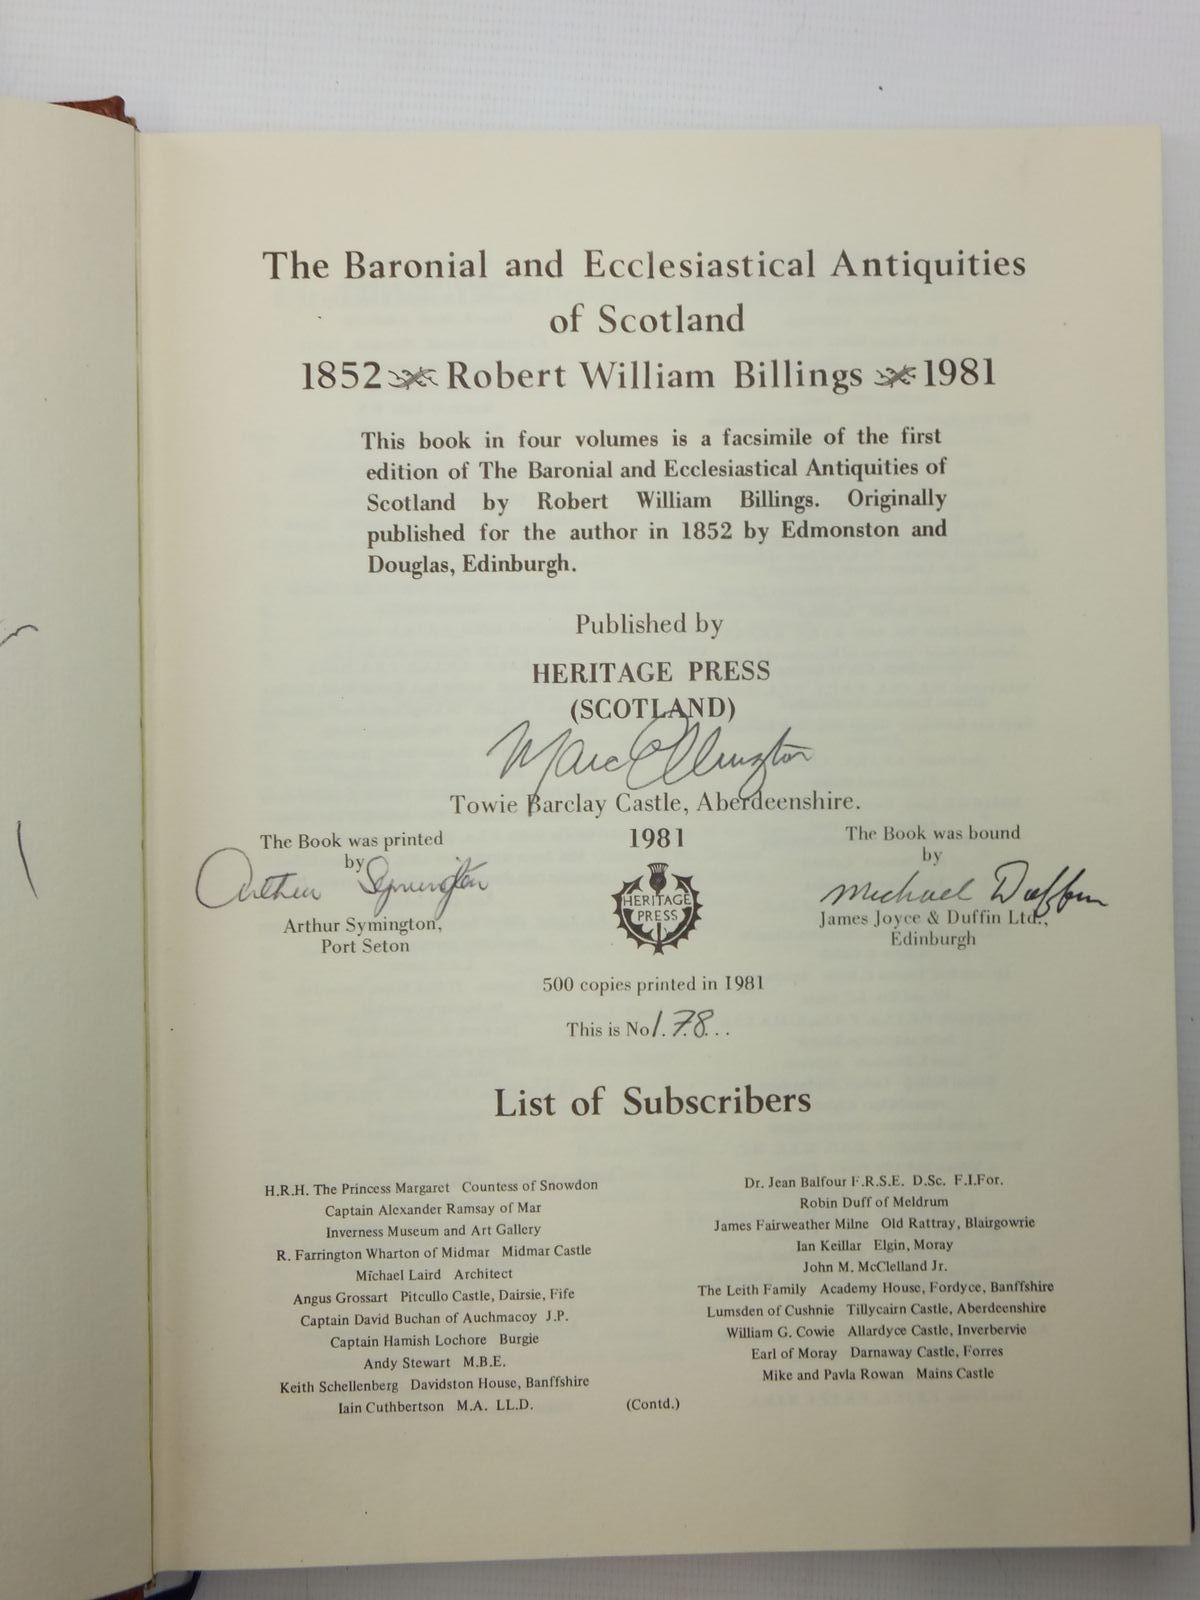 The Baronial and Ecclesiastical Antiquities
of Scotland
1852 Robert William Billings 1981
This book in four volumes is a facsimile of the first
edition of The Baronial and Ecclesiastical Antiquities of
Scotland by Robert William Billings. Originally
published for the author in 1852 by Edmonston and
Douglas, Edinburgh.
Published by
HERITAGE PRESS
(SCOTLAND)
Marc Ellington
Towie Barclay Castle, Aberdeenshire.
1981
The Book was printed
by
Arthur Symington
Arthur Symington,
Port Seton
HERITAGE
PRESS
The Book was bound
by
Michael Duffin
James Joyce & Duffin Ltd.,
Edinburgh
500 copies printed in 1981
This is No 178...
List of Subscribers
H.R.H. The Princess Margaret Countess of Snowdon
Captain Alexander Ramsay of Mar
Inverness Museum and Art Gallery
R. Farrington Wharton of Midmar Midmar Castle
Michael Laird Architect
Angus Grossart Pitcullo Castle, Dairsie, Fife
Captain David Buchan of Auchmacoy J.P.
Captain Hamish Lochore Burgie
Andy Stewart M.B.E.
Keith Schellenberg Davidston House, Banffshire
Iain Cuthbertson M.A. LL.D.
Dr. Jean Balfour F.R.S.E. D.Sc. F.I.For.
Robin Duff of Meldrum
James Fairweather Milne Old Rattray, Blairgowrie
Ian Keillar Elgin, Moray
John M. McClelland Jr.
The Leith Family Academy House, Fordyce, Banffshire
Lumsden of Cushnie Tillycairn Castle, Aberdeenshire
William G. Cowie Allardyce Castle, Inverbervie
Earl of Moray Darnaway Castle, Forres
Mike and Pavla Rowan Mains Castle
(Contd.)